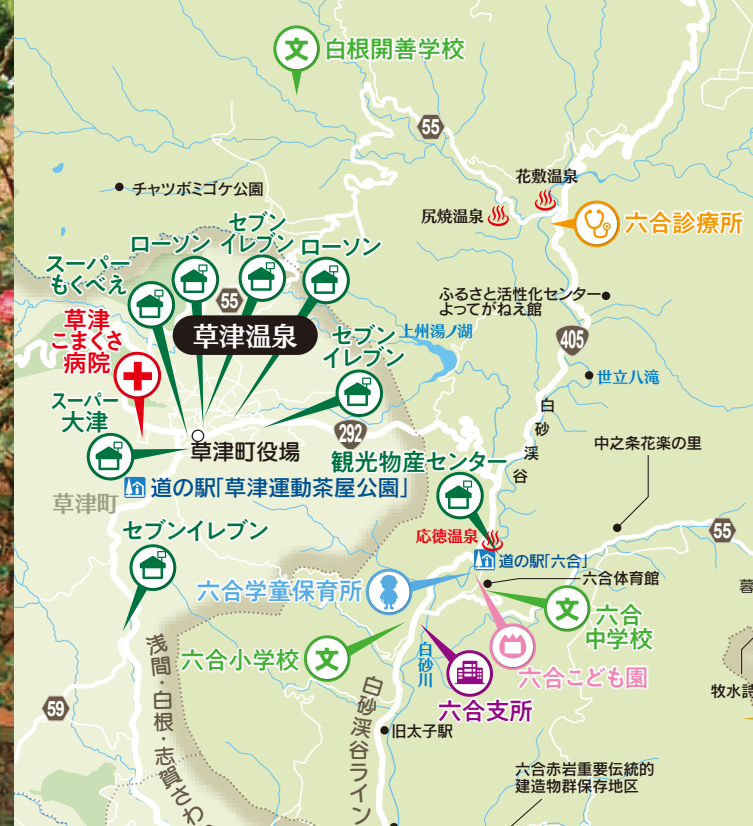 白根開善学校
55
花敷温泉
チャツボミゴケ公園
尻焼温泉
六合診療所
セブン
イレブン
ローソン
ローソン
スーパー
もくべえ
55
ふるさと活性化センター
よってがねえ館
草津
こまくさ
病院
草津温泉
セブン
イレブン
上州湯ノ湖
405
世立八滝
スーパー
大津
白砂渓谷
292
草津町役場
中之条花楽の里
観光物産センター
道の駅「草津運動茶屋公園」
草津町
セブンイレブン
応徳温泉
55
道の駅「六合」
六合体育館
六合学童保育所
暮
六合
中学校
六合小学校
白砂川
六合こども園
浅間・白根・志賀さわ
白砂渓谷ライン
牧水詩
59
六合支所
旧太子駅
六合赤岩重要伝統的
建造物群保存地区